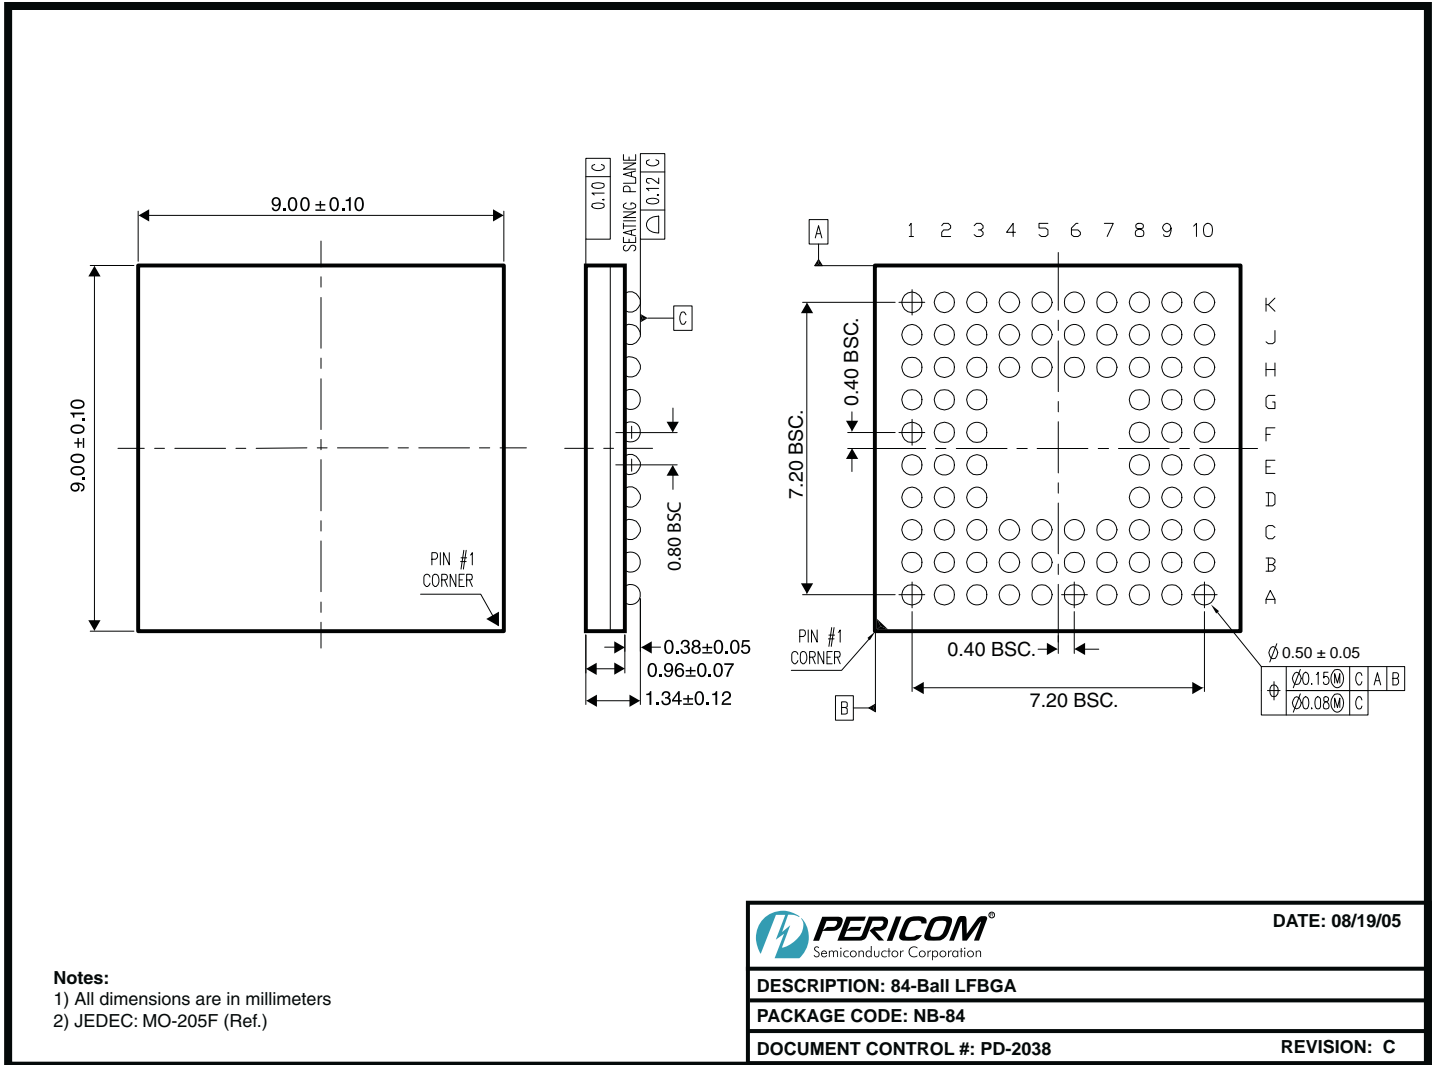 9.00 ± 0.10
9.00 ± 0.10
PIN #1
CORNER
0.10 C
SEATING PLANE
0.12 C
C
0.80 BSC
0.38±0.05
0.96±0.07
1.34±0.12
A
1 2 3 4 5 6 7 8 9 10
K
J
H
G
F
E
D
C
B
A
0.40 BSC.
7.20 BSC.
PIN #1
CORNER
0.40 BSC.
7.20 BSC.
B
Ø 0.50 ± 0.05
⌖ Ø0.15Ⓜ C A B
Ø0.08Ⓜ C
Notes:
1) All dimensions are in millimeters
2) JEDEC: MO-205F (Ref.)
PERICOM®
Semiconductor Corporation
DATE: 08/19/05
DESCRIPTION: 84-Ball LFBGA
PACKAGE CODE: NB-84
DOCUMENT CONTROL #: PD-2038
REVISION: C